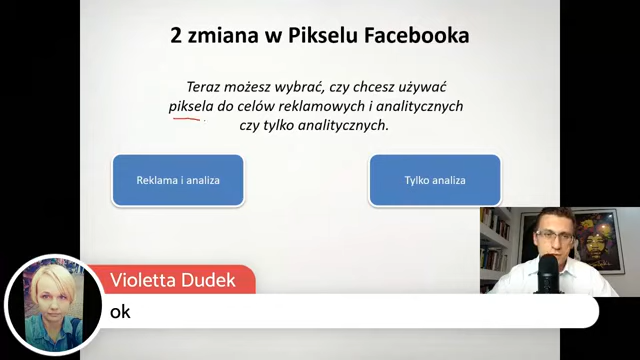 2 zmiana w Pikselu Facebooka
Teraz możesz wybrać, czy chcesz używać
piksela do celów reklamowych i analitycznych
czy tylko analitycznych.
Reklama i analiza
Tylko analiza
Violetta Dudek
ok